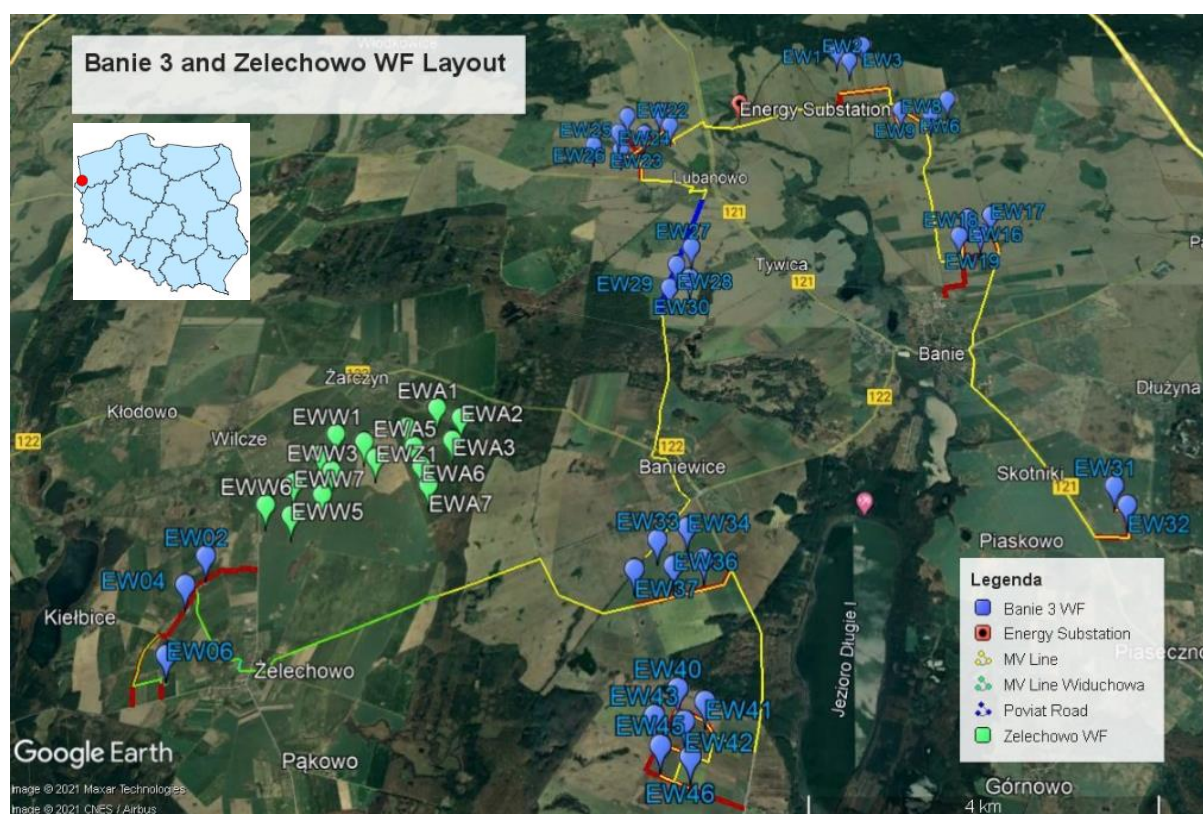 Banie 3 and Zelechowo WF Layout
EW1
EW2
EW3
Energy Substation
EW8
EW9
EW6
EW22
EW25
EW24
EW26
EW23
Lubanowo
121
EW27
EW29
EW28
EW30
Tywica
121
EW18
EW17
EW16
EW19
Banie
122
Dłużyna
Żarczyn
122
Kłodowo
Wilcze
122
EWA1
EWW1
EWA5
EWA2
EWW3
EWZ1
EWA3
EWW7
EWA6
EWW6
EWW5
EWA7
122
Baniewice
Skotniki
121
EW31
EW32
Piaskowo
EW33
EW34
EW36
EW37
EW02
EW04
Kiełbice
EW06
Żelechowo
Pąkowo
EW40
EW43
EW41
EW45
EW42
EW46
Jezioro Długie I
Piaseczno
Górnowo
Legenda
Banie 3 WF
Energy Substation
MV Line
MV Line Widuchowa
Poviat Road
Zelechowo WF
4 km
Google Earth
Image © 2021 Maxar Technologies
Image © 2021 CNES / Airbus